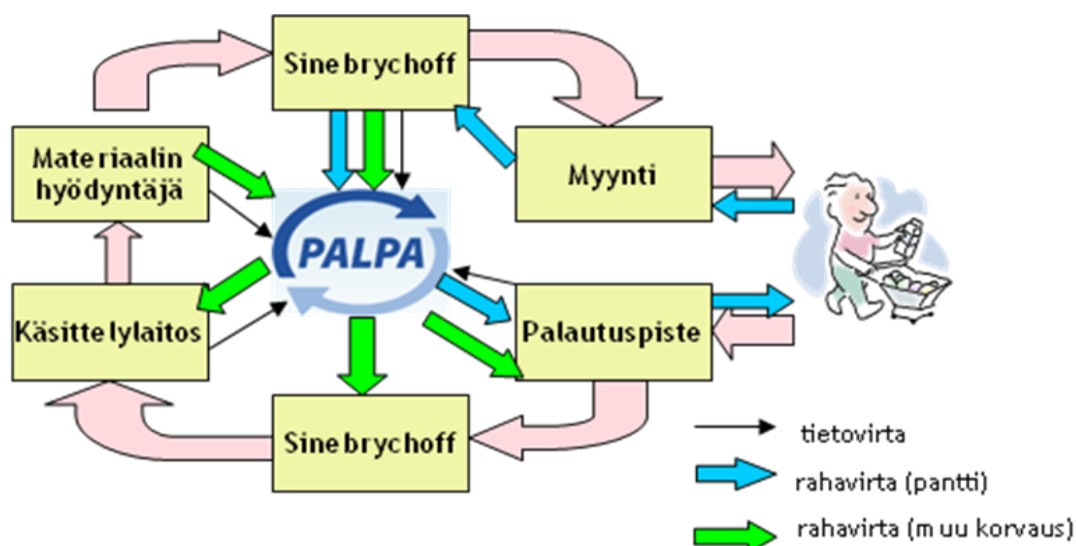 Sinebrychoff
Materiaalin
hyödyntäjä
Myynti
PALPA
Käsittelylaitos
Palautuspiste
Sinebrychoff
tietovirta
rahavirta (pantti)
rahavirta (muu korvaus)